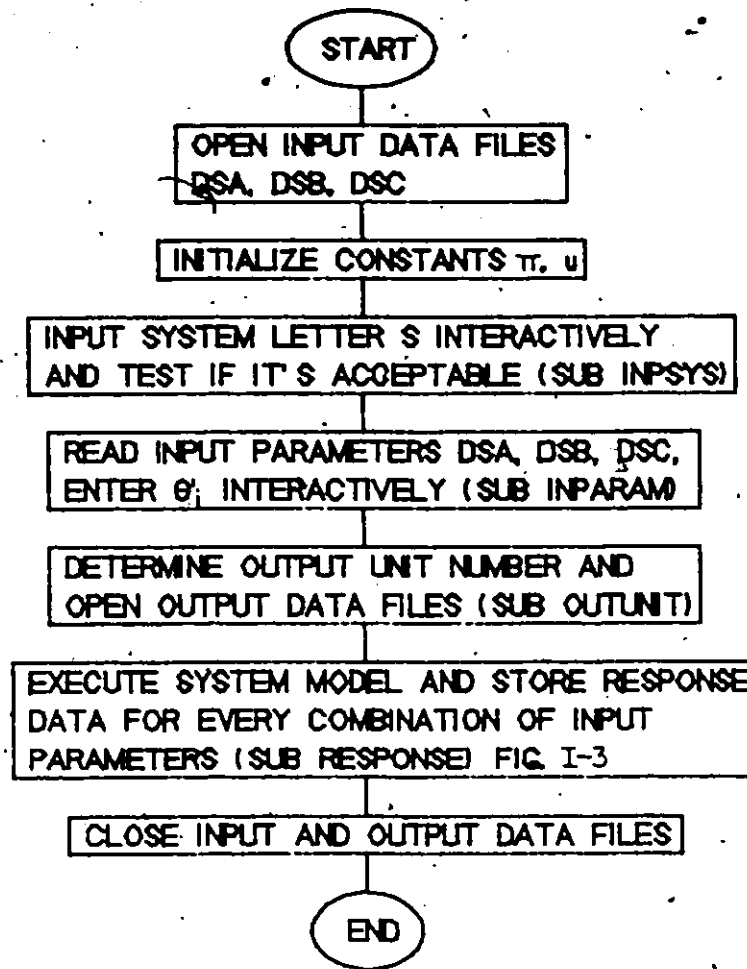 START
OPEN INPUT DATA FILES
DSA, DSB, DSC
INITIALIZE CONSTANTS π, u
INPUT SYSTEM LETTER S INTERACTIVELY
AND TEST IF IT'S ACCEPTABLE (SUB INPSYS)
READ INPUT PARAMETERS DSA, DSB, DSC,
ENTER θ'i INTERACTIVELY (SUB INPARAM)
DETERMINE OUTPUT UNIT NUMBER AND
OPEN OUTPUT DATA FILES (SUB OUTUNIT)
EXECUTE SYSTEM MODEL AND STORE RESPONSE
DATA FOR EVERY COMBINATION OF INPUT
PARAMETERS (SUB RESPONSE) FIG. I-3
CLOSE INPUT AND OUTPUT DATA FILES
END